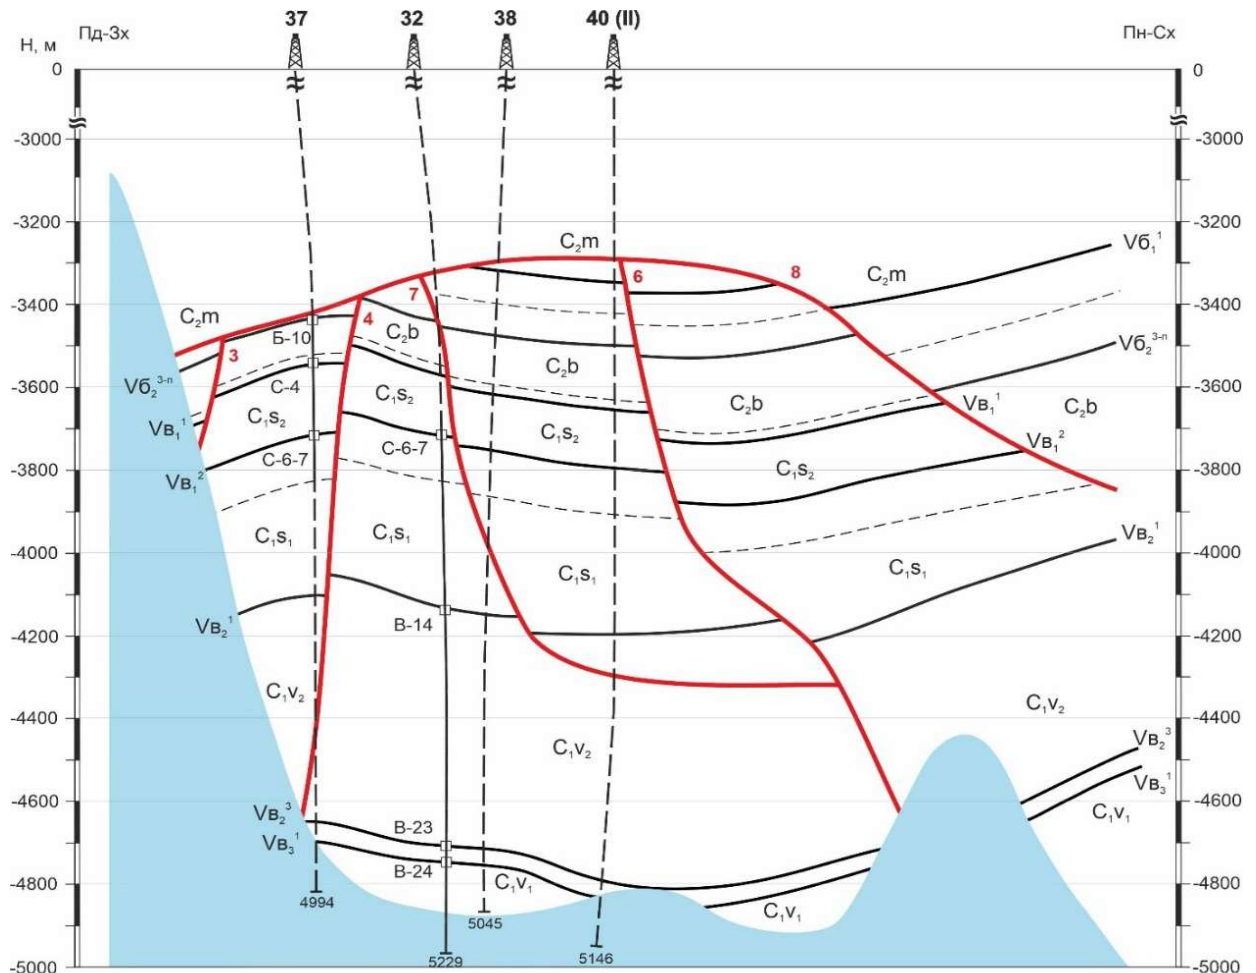 37 32 38 40 (II)
Пд-Зх Пн-Сх
Н, м
0 0
-3000 -3000
-3200 -3200
C₂m Vб₁¹
6 8 C₂m
7
-3400 -3400
C₂m 4
Б-10 C₂b
3 Vб₂³⁻ⁿ
C₂b
Vб₂³⁻ⁿ С-4
-3600 -3600
C₁s₂ Vв₁¹ C₂b
C₂b
Vв₁¹ C₁s₂ C₁s₂ Vв₁²
С-6-7 С-6-7 C₁s₂
Vв₁²
-3800 -3800
C₁s₁ C₁s₁ Vв₂¹
-4000 -4000
C₁s₁ C₁s₁
В-14
Vв₂¹
-4200 -4200
C₁v₂ C₁v₂
-4400 -4400
C₁v₂ Vв₂³
Vв₃¹
-4600 -4600
Vв₂³ В-23 C₁v₁
Vв₃¹
В-24
C₁v₁
-4800 -4800
4994 C₁v₁
5045
5229 5146
-5000 -5000